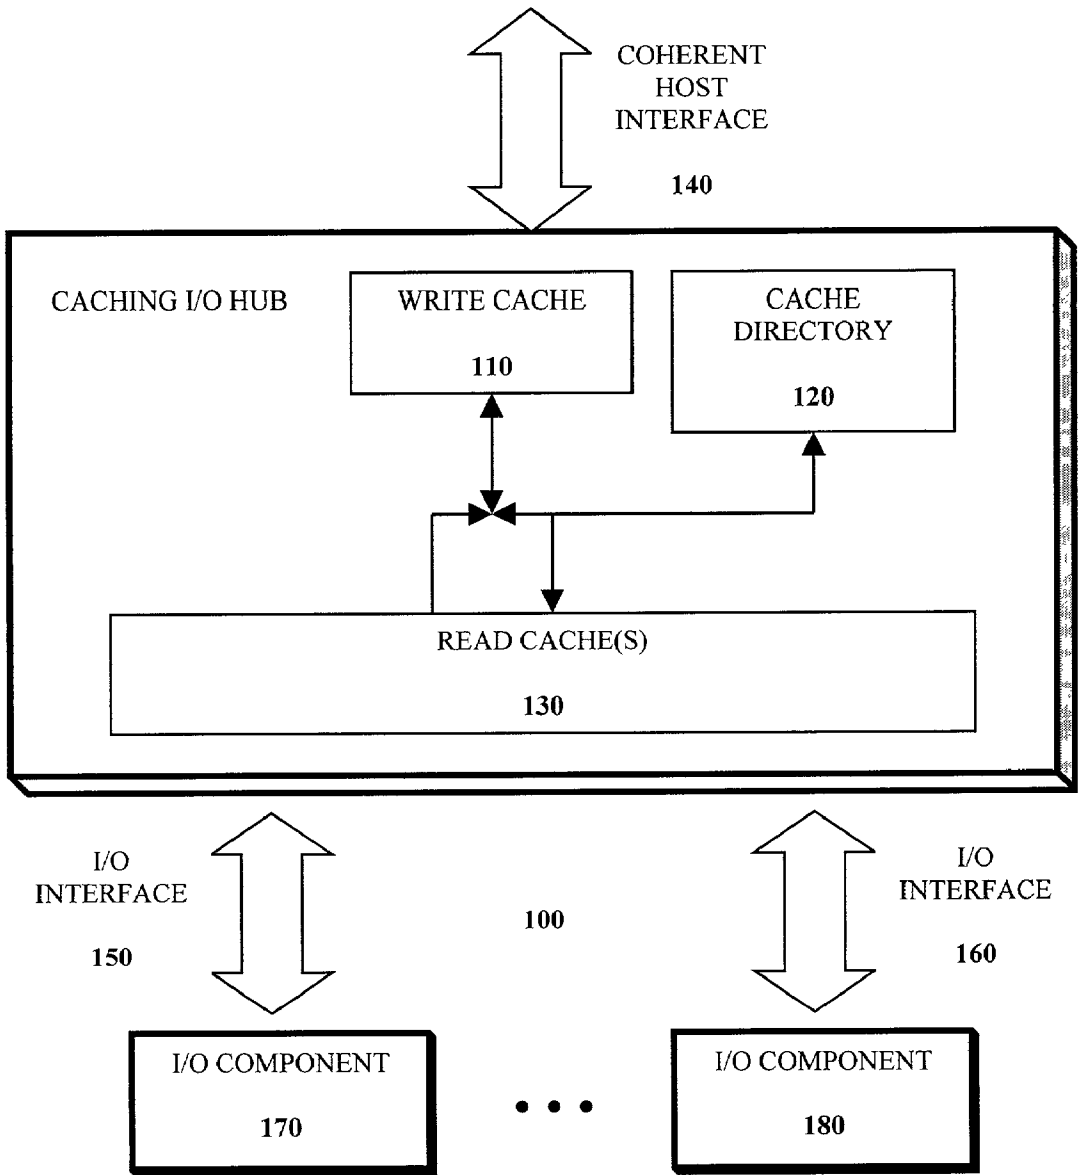 COHERENT
HOST
INTERFACE
140
CACHING I/O HUB
WRITE CACHE
110
CACHE
DIRECTORY
120
READ CACHE(S)
130
I/O
INTERFACE
150
100
I/O
INTERFACE
160
I/O COMPONENT
170
• • •
I/O COMPONENT
180